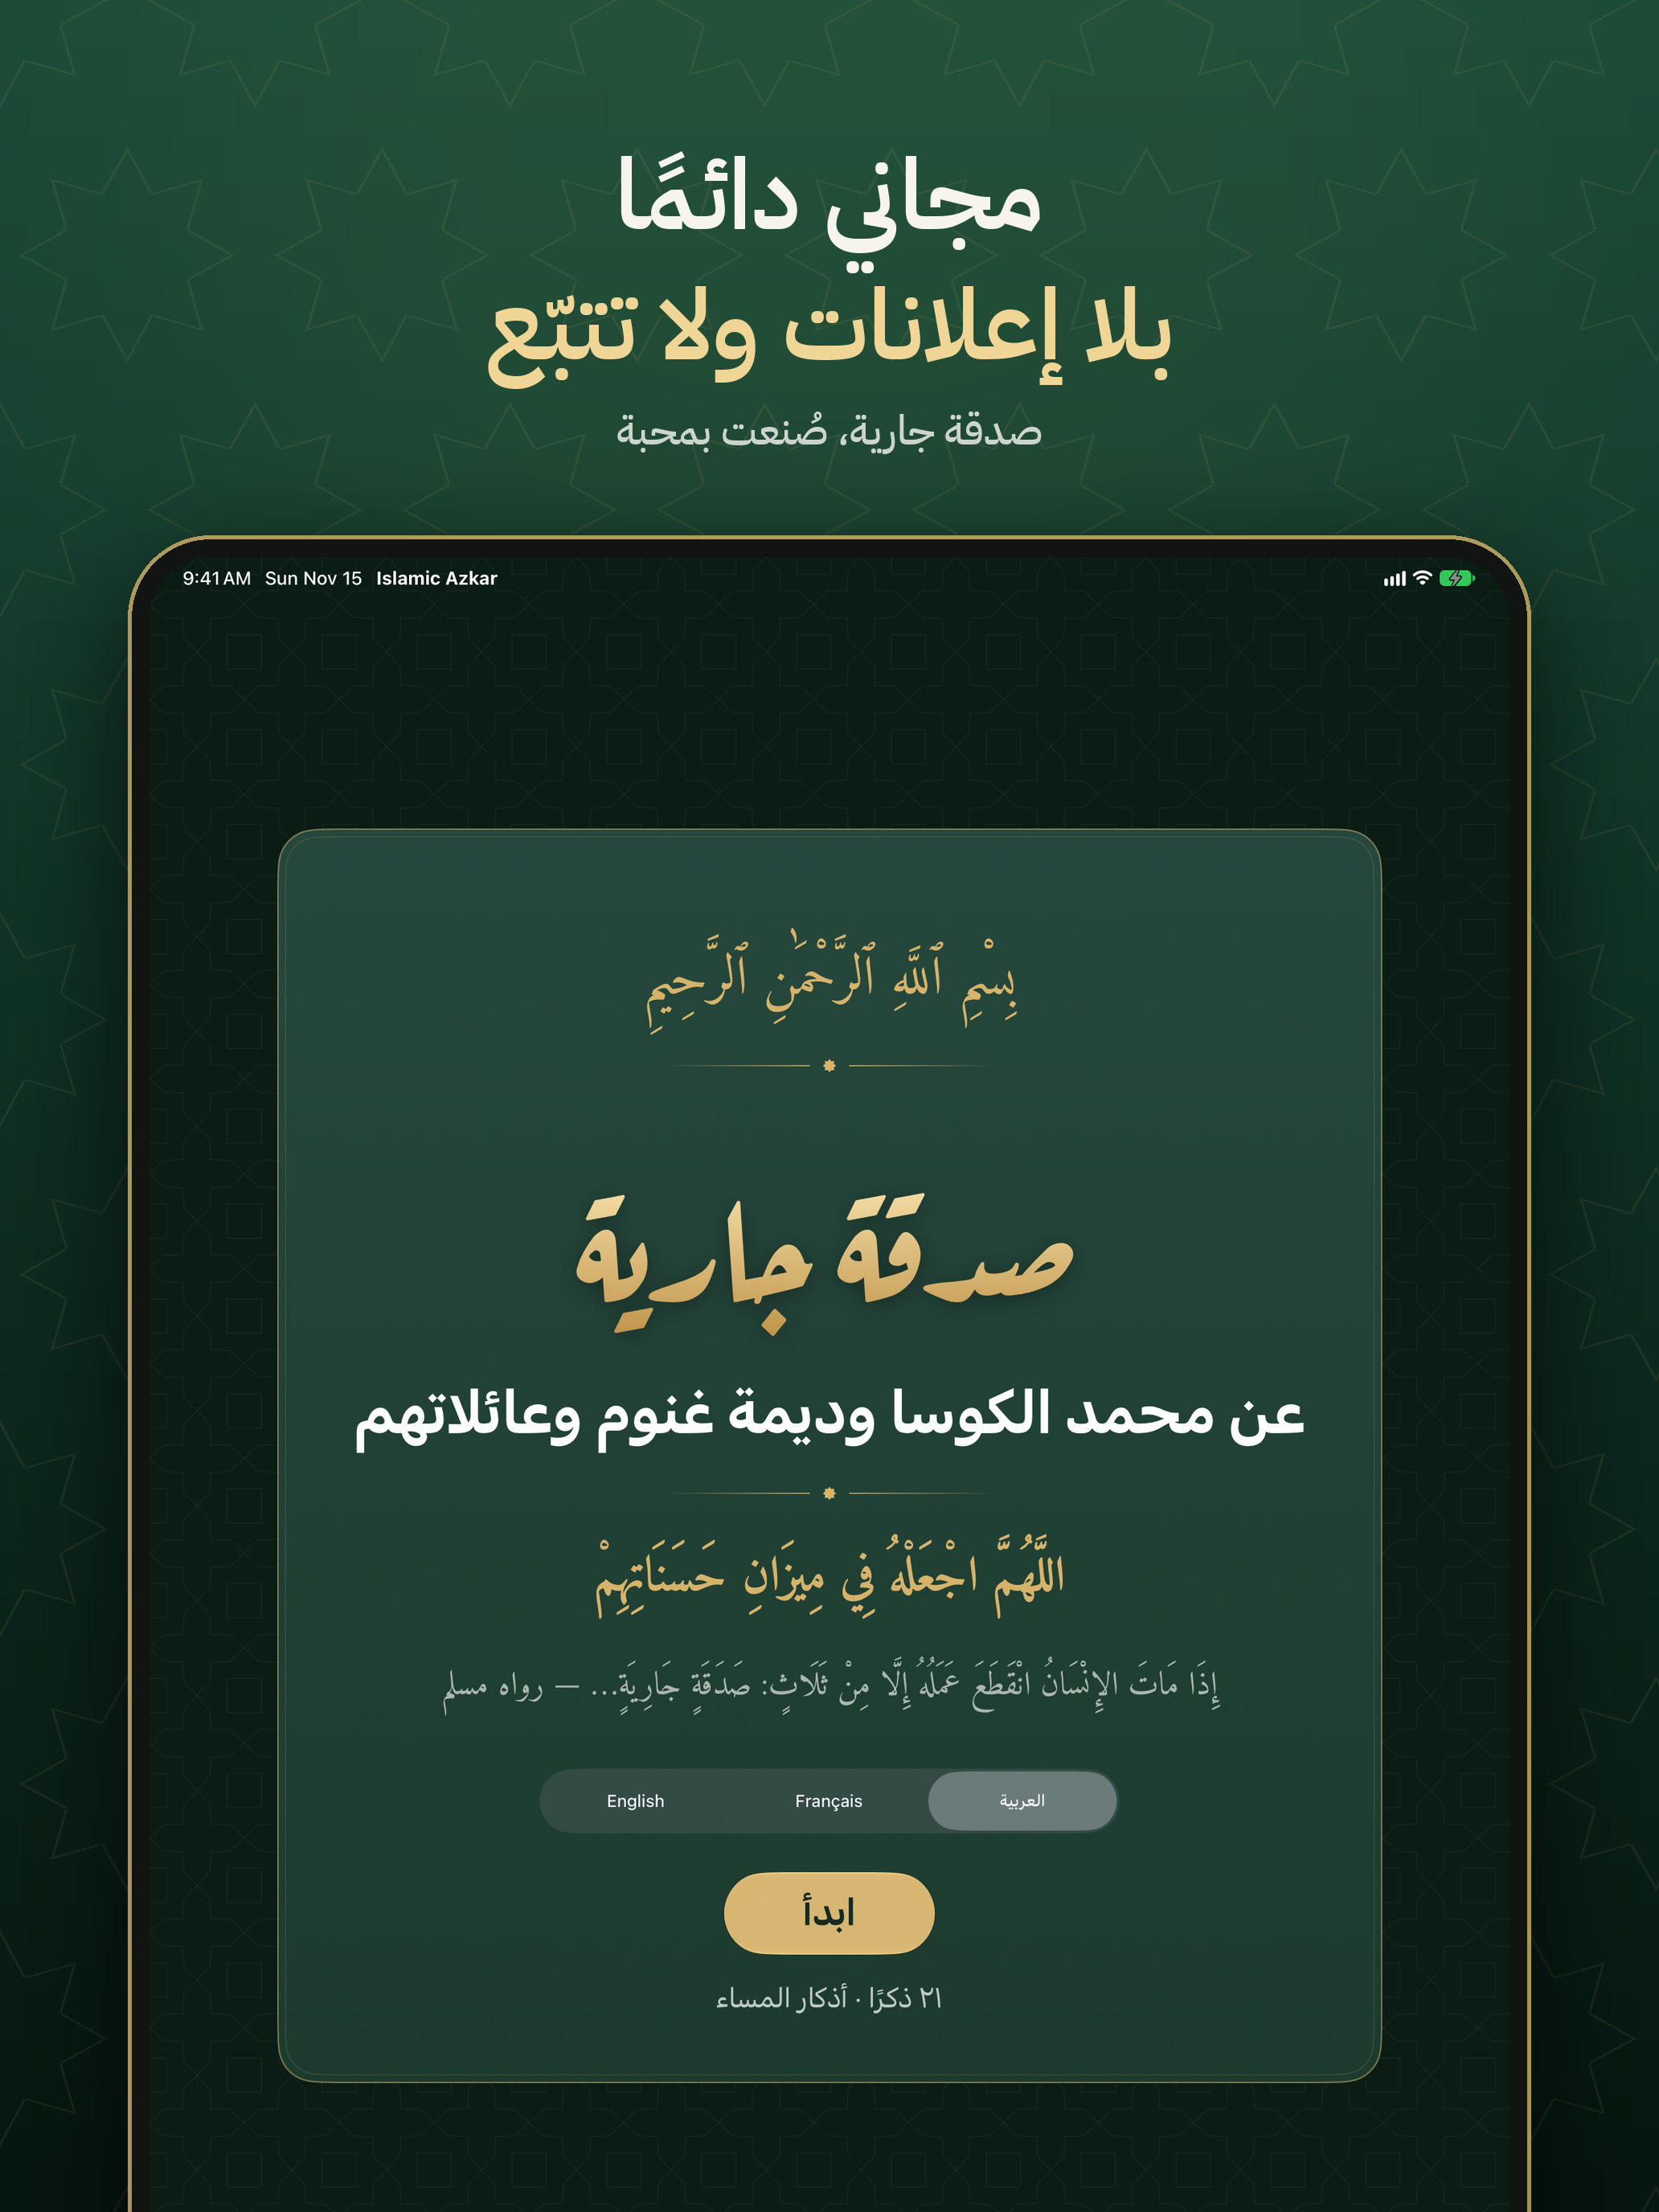 مجاني دائمًا
بلا إعلانات ولا تتبّع
صدقة جارية، صُنعت بمحبة
9:41 AM Sun Nov 15 Islamic Azkar
بِسْمِ ٱللَّهِ ٱلرَّحْمَٰنِ ٱلرَّحِيمِ
صدقة جارية
عن محمد الكوسا وديمة غنوم وعائلاتهم
اللَّهُمَّ اجْعَلْهُ فِي مِيزَانِ حَسَنَاتِهِمْ
إِذَا مَاتَ الإِنْسَانُ انْقَطَعَ عَمَلُهُ إِلَّا مِنْ ثَلَاثٍ: صَدَقَةٍ جَارِيَةٍ... — رواه مسلم
العربية Français English
ابدأ
٢١ ذكرًا · أذكار المساء